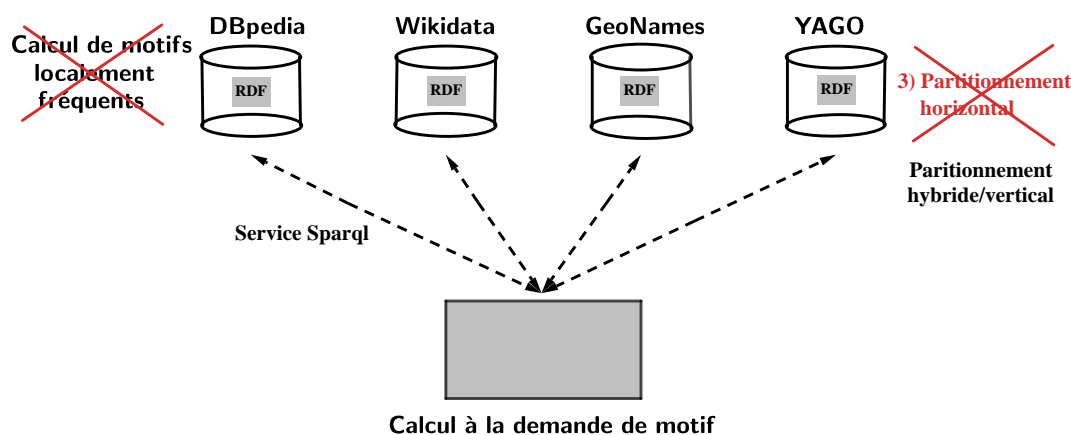 DBpedia
Wikidata
GeoNames
YAGO
Calcul de motifs
localement
fréquents
RDF
RDF
RDF
RDF
3) Partitionnement
horizontal
Paritionnement
hybride/vertical
Service Sparql
Calcul à la demande de motif